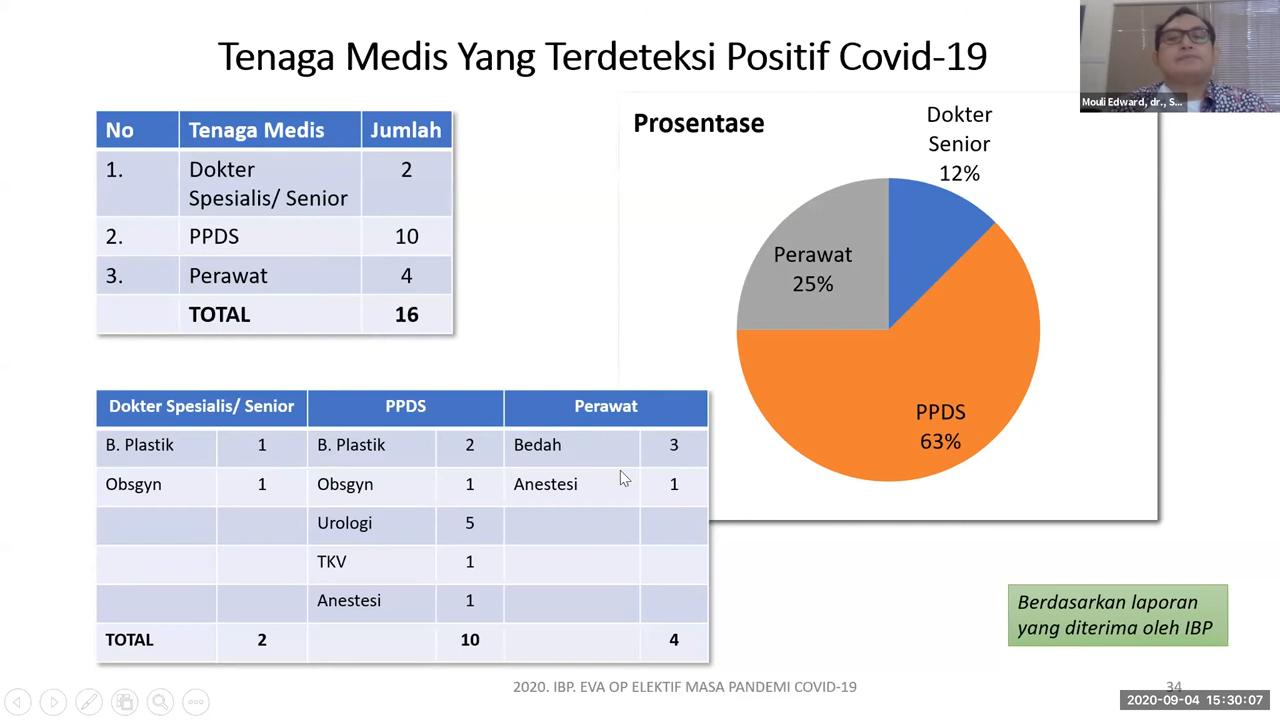 Tenaga Medis Yang Terdeteksi Positif Covid-19
Mouli Edward, dr., S...
No Tenaga Medis Jumlah
1. Dokter 2
Spesialis/ Senior
2. PPDS 10
3. Perawat 4
TOTAL 16
Prosentase
Dokter
Senior
12%
Perawat
25%
PPDS
63%
Dokter Spesialis/ Senior PPDS Perawat
B. Plastik 1 B. Plastik 2 Bedah 3
Obsgyn 1 Obsgyn 1 Anestesi 1
Urologi 5
TKV 1
Anestesi 1
TOTAL 2 10 4
Berdasarkan laporan
yang diterima oleh IBP
2020. IBP. EVA OP ELEKTIF MASA PANDEMI COVID-19
34
2020-09-04 15:30:07